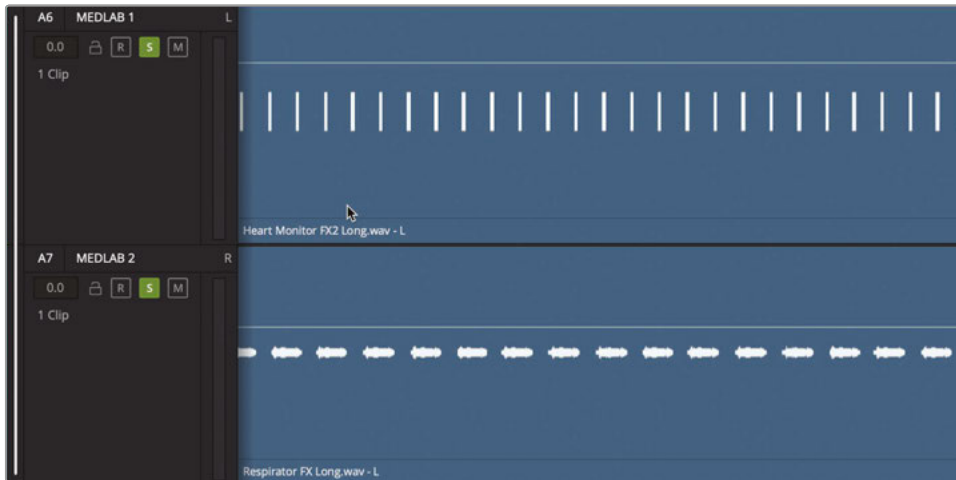 A6 MEDLAB 1 L
0.0 R S M
1 Clip
Heart Monitor FX2 Long.wav - L
A7 MEDLAB 2 R
0.0 R S M
1 Clip
Respirator FX Long.wav - L